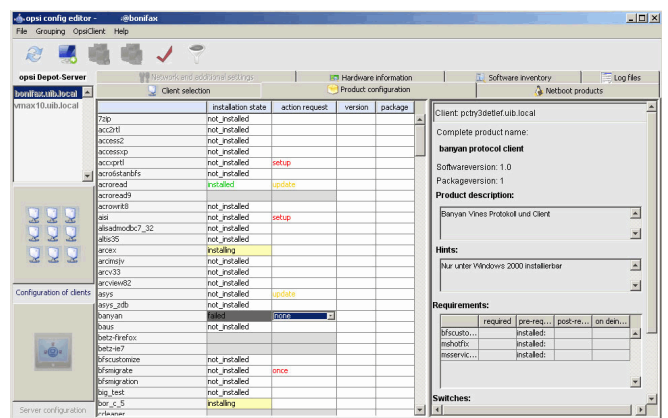 opsi config editor - @bonifax
File Grouping OpsiClient Help
opsi Depot-Server
bonifax.uib.local
vmax10.uib.local
Configuration of clients
Server configuration
Network and additional settings
Hardware information
Software inventory
Log files
Client selection
Product configuration
Netboot products
installation state action request version package
7zip not_installed
acc2rtl not_installed
access2 not_installed
accessxp not_installed
accxprtl not_installed setup
acro6stanbfs not_installed
acroread installed update
acroread9
acrowrit8 not_installed
aisi not_installed setup
alisadmodbc7_32 not_installed
altis35 not_installed
arcex installing
arcimsjv not_installed
arcv33 not_installed
arcview82 not_installed
asys not_installed update
asys_zdb not_installed
banyan failed none
baus not_installed
betz-firefox
betz-ie7
bfscustomize not_installed
bfsmigrate not_installed once
bfsmigration not_installed
big_test not_installed
bor_c_5 installing
ccleaner
Client: pctry3detlef.uib.local
Complete product name:
banyan protocol client
Softwareversion: 1.0
Packageversion: 1
Product description:
Banyan Vines Protokoll und Client
Hints:
Nur unter Windows 2000 installierbar
Requirements:
required pre-req... post-re... on dein...
bfscusto... installed:
mshotfix installed:
msservic... installed:
Switches: